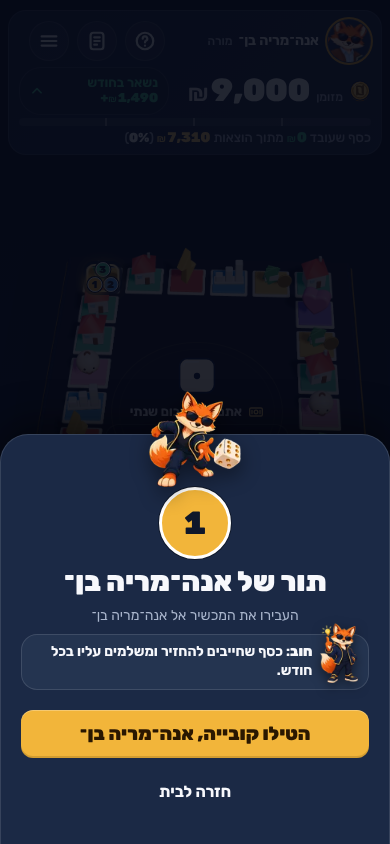 אנה־מריה בן־ מורה
מזומן 9,000 ₪
נשאר בחודש
+₪1,490
כסף שעובד ₪0 מתוך הוצאות ₪7,310 (0%)
1
תור של אנה־מריה בן־
העבירו את המכשיר אל אנה־מריה בן־
חוב: כסף שחייבים להחזיר ומשלמים עליו בכל
חודש.
הטילו קובייה, אנה־מריה בן־
חזרה לבית